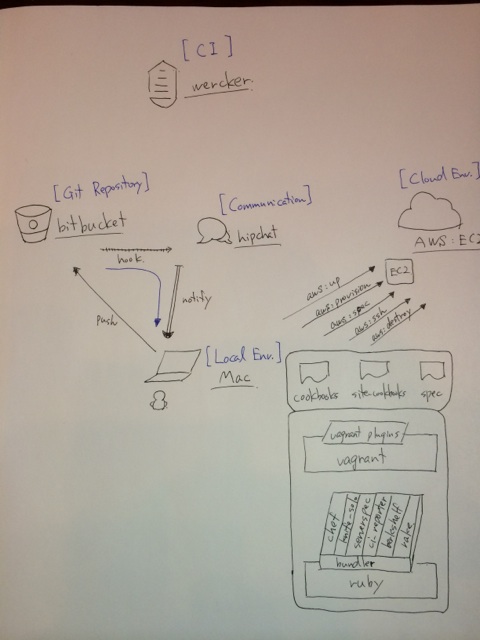 [CI]
wercker
[Git Repository]
bitbucket
[Communication]
hipchat
[Cloud Env.]
AWS:EC2
EC2
hook
push
notify
aws:up
aws:provision
aws:spec
aws:ssh
aws:destroy
[Local Env.]
Mac
cookbooks
site-cookbooks
spec
vagrant plugins
vagrant
chef
knife-solo
serverspec
ci-reporter
berkshelf
rake
bundler
ruby